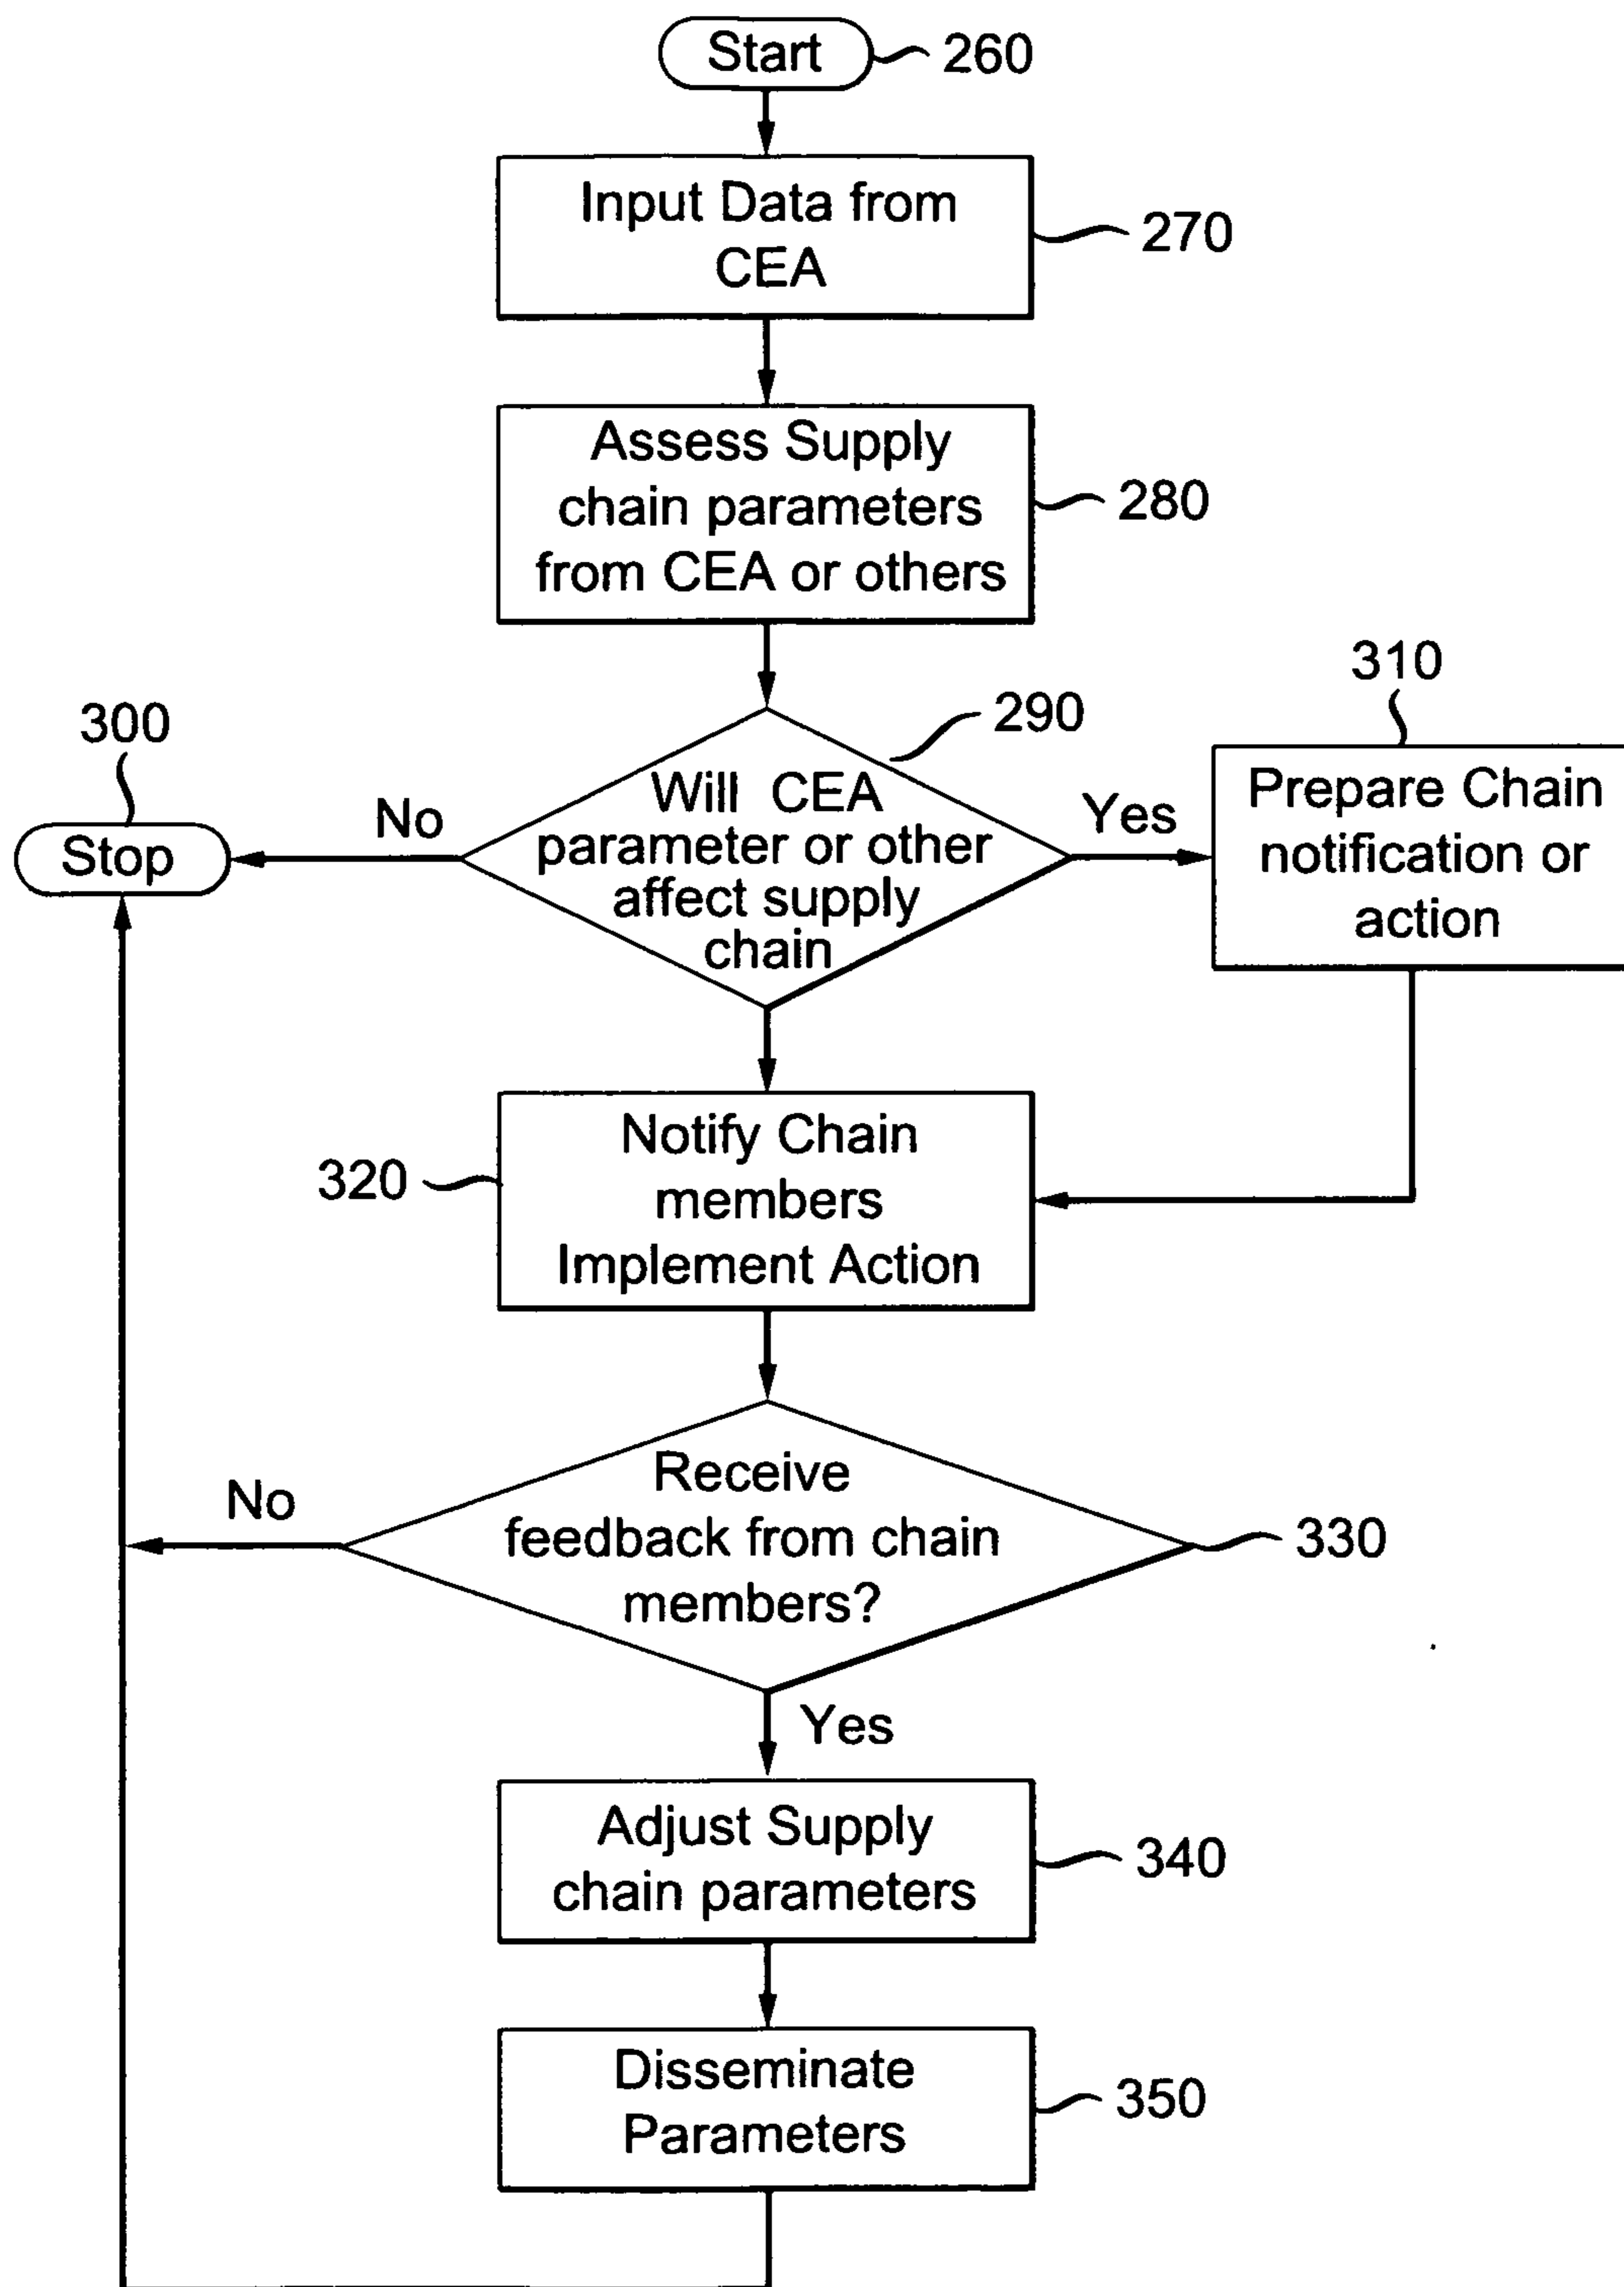 Start
260
Input Data from
CEA
270
Assess Supply
chain parameters
from CEA or others
280
310
300
290
Will CEA
parameter or other
affect supply
chain
No
Yes
Stop
Prepare Chain
notification or
action
Notify Chain
members
Implement Action
320
Receive
feedback from chain
members?
No
330
Yes
Adjust Supply
chain parameters
340
Disseminate
Parameters
350